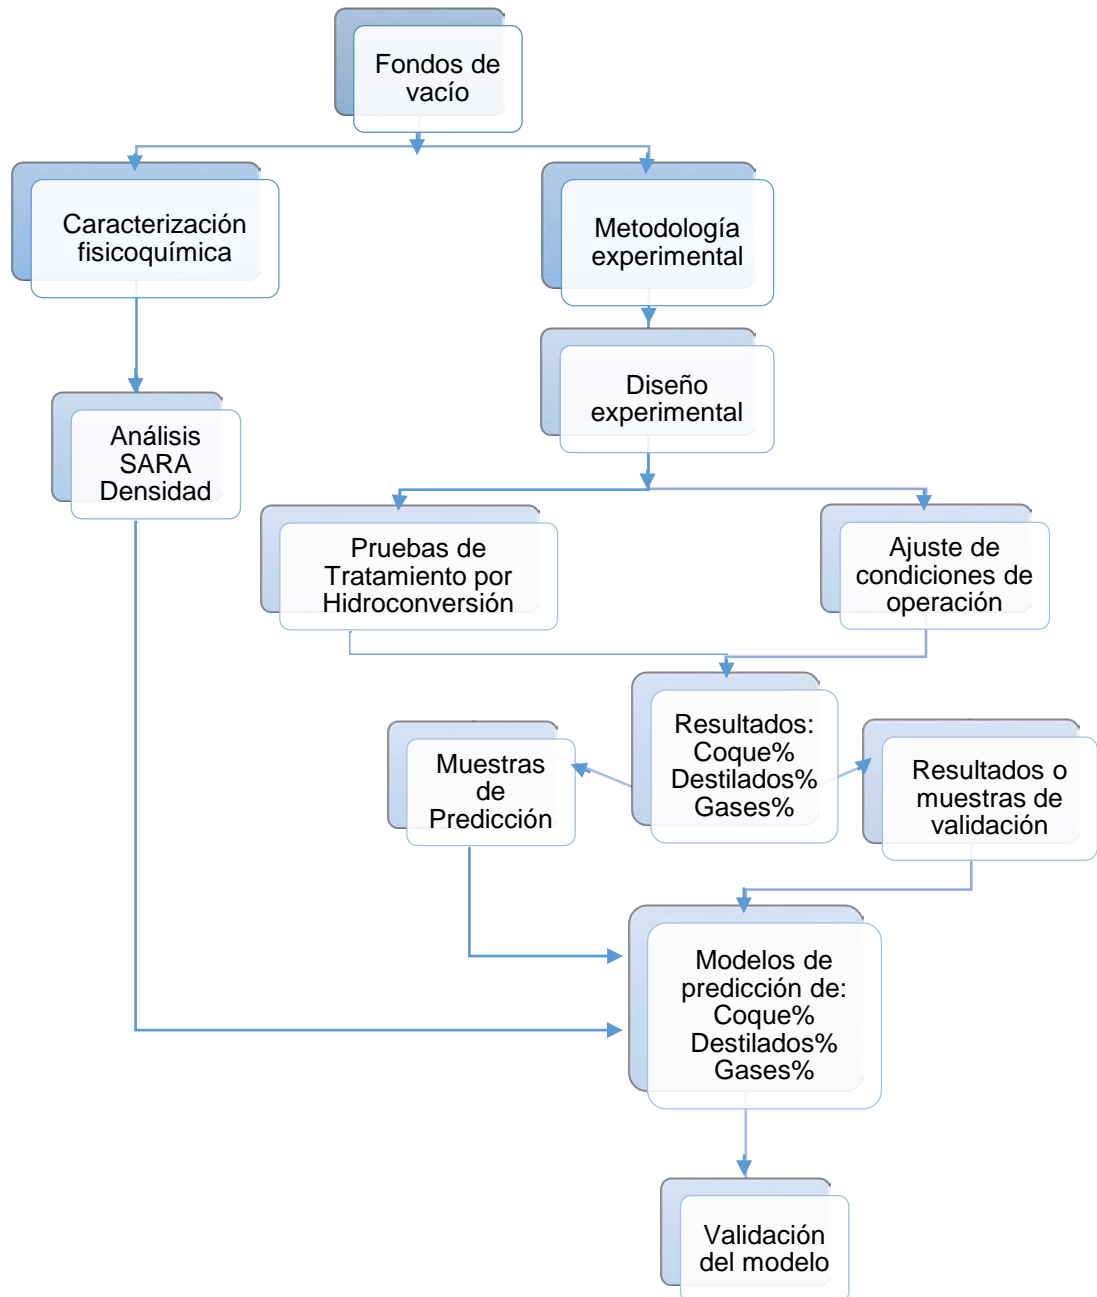 Fondos de
vacío
Caracterización
fisicoquímica
Metodología
experimental
Diseño
experimental
Análisis
SARA
Densidad
Pruebas de
Tratamiento por
Hidroconversión
Ajuste de
condiciones de
operación
Resultados:
Coque%
Destilados%
Gases%
Muestras
de
Predicción
Resultados o
muestras de
validación
Modelos de
predicción de:
Coque%
Destilados%
Gases%
Validación
del modelo